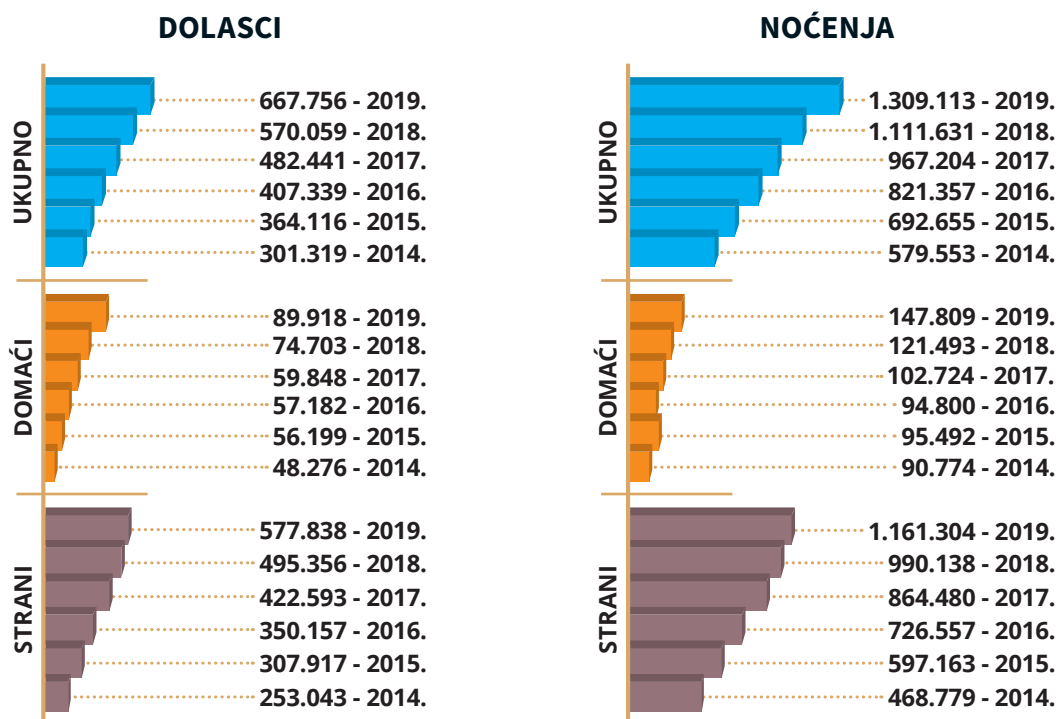 DOLASCI
UKUPNO
667.756 - 2019.
570.059 - 2018.
482.441 - 2017.
407.339 - 2016.
364.116 - 2015.
301.319 - 2014.
DOMAĆI
89.918 - 2019.
74.703 - 2018.
59.848 - 2017.
57.182 - 2016.
56.199 - 2015.
48.276 - 2014.
STRANI
577.838 - 2019.
495.356 - 2018.
422.593 - 2017.
350.157 - 2016.
307.917 - 2015.
253.043 - 2014.
NOĆENJA
UKUPNO
1.309.113 - 2019.
1.111.631 - 2018.
967.204 - 2017.
821.357 - 2016.
692.655 - 2015.
579.553 - 2014.
DOMAĆI
147.809 - 2019.
121.493 - 2018.
102.724 - 2017.
94.800 - 2016.
95.492 - 2015.
90.774 - 2014.
STRANI
1.161.304 - 2019.
990.138 - 2018.
864.480 - 2017.
726.557 - 2016.
597.163 - 2015.
468.779 - 2014.